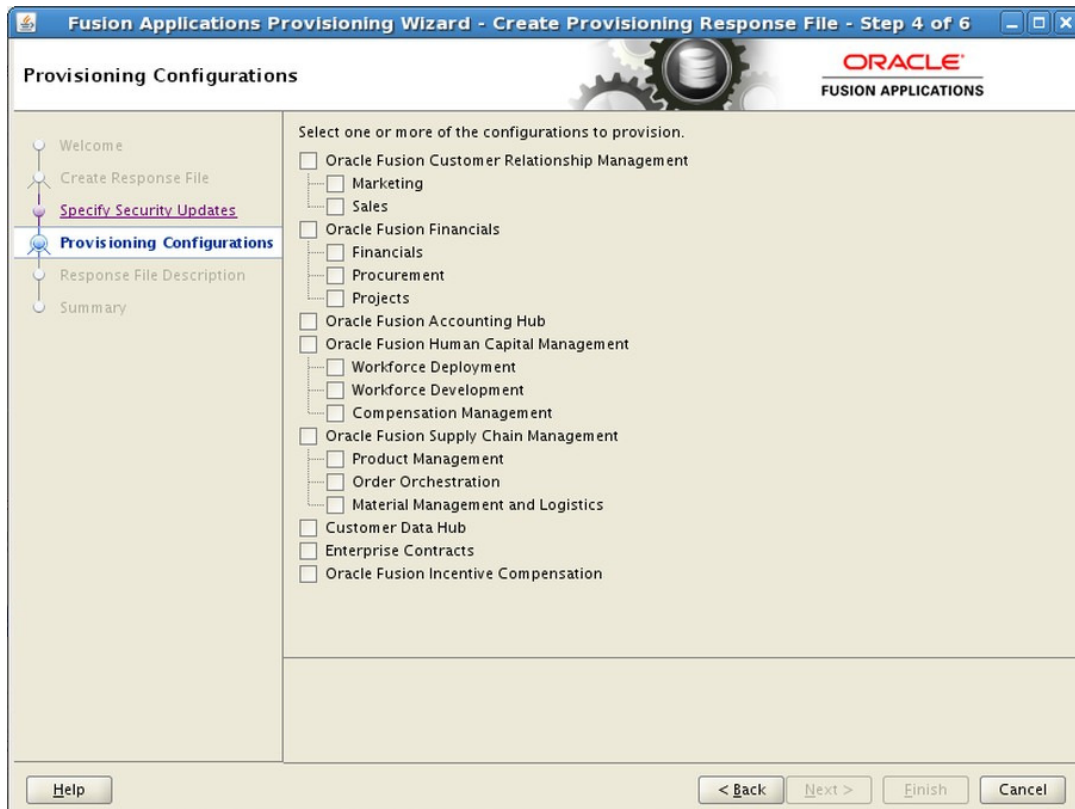 Fusion Applications Provisioning Wizard - Create Provisioning Response File - Step 4 of 6
Provisioning Configurations
ORACLE
FUSION APPLICATIONS
Welcome
Create Response File
Specify Security Updates
Provisioning Configurations
Response File Description
Summary
Select one or more of the configurations to provision.
Oracle Fusion Customer Relationship Management
Marketing
Sales
Oracle Fusion Financials
Financials
Procurement
Projects
Oracle Fusion Accounting Hub
Oracle Fusion Human Capital Management
Workforce Deployment
Workforce Development
Compensation Management
Oracle Fusion Supply Chain Management
Product Management
Order Orchestration
Material Management and Logistics
Customer Data Hub
Enterprise Contracts
Oracle Fusion Incentive Compensation
Help
< Back
Next >
Finish
Cancel